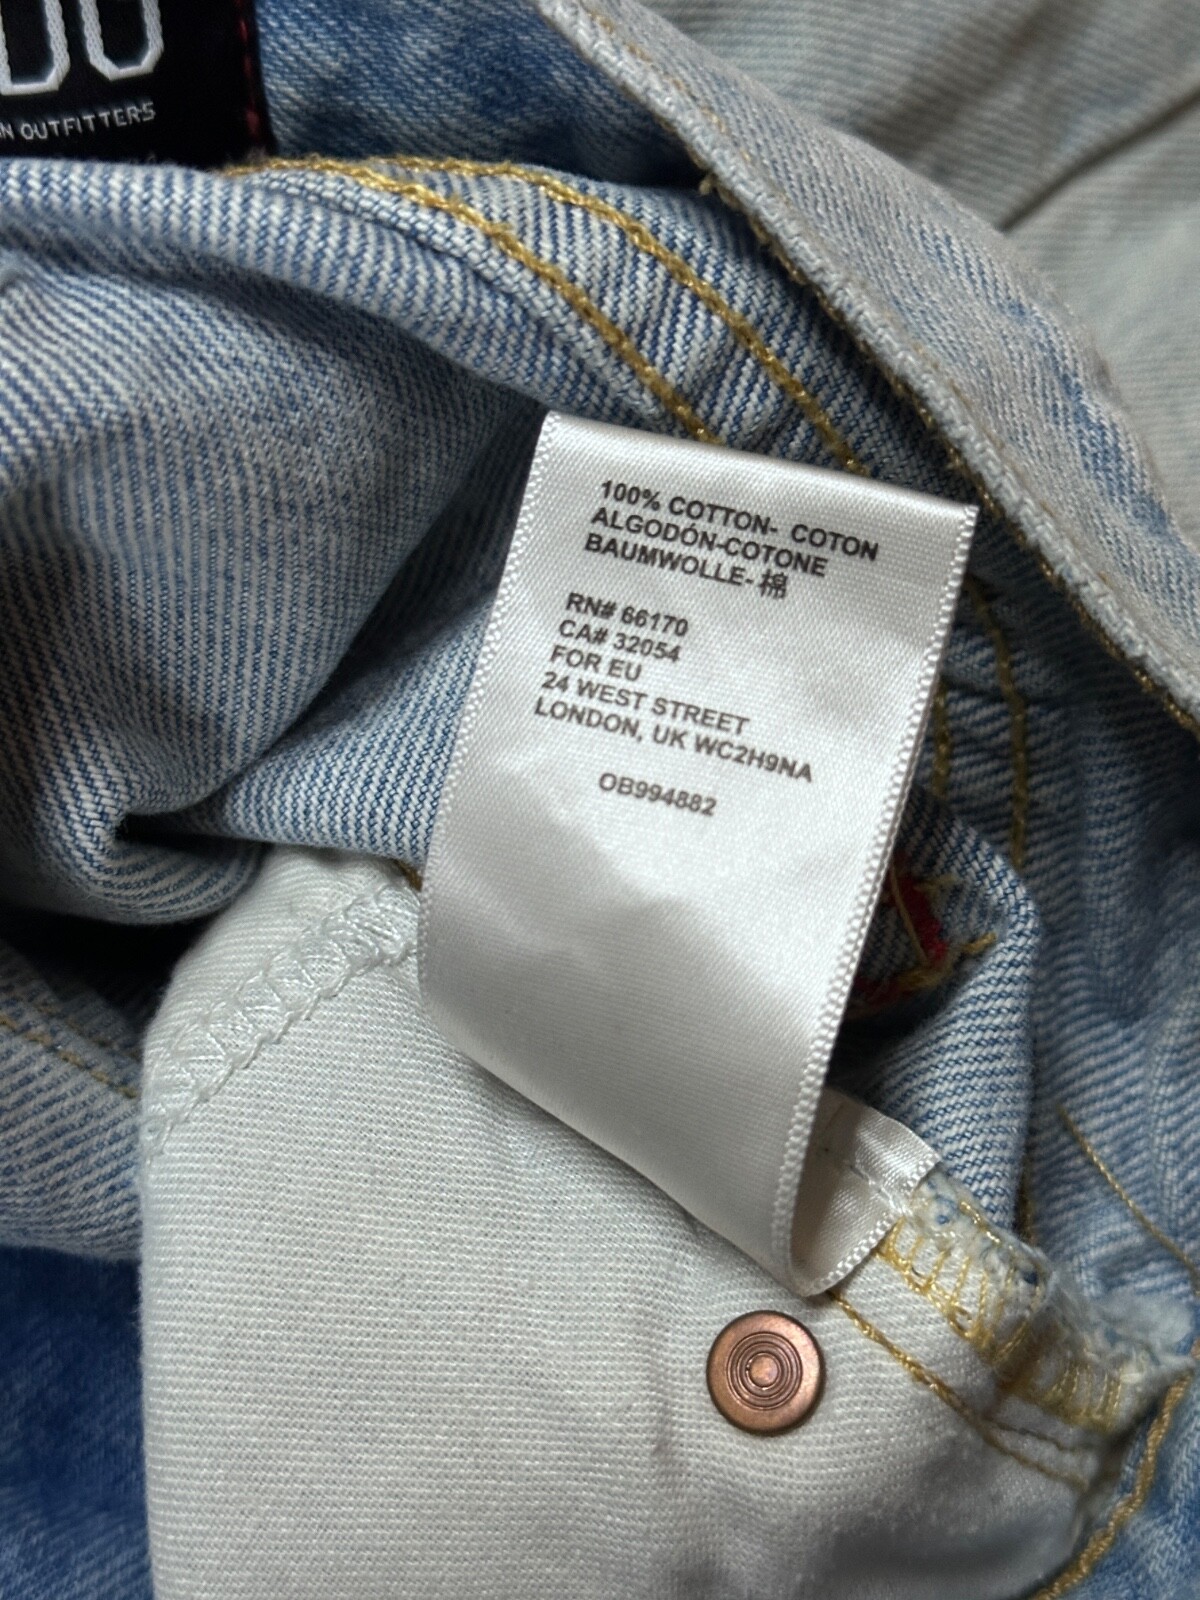 N OUTFITTERS
100% COTTON- COTON
ALGODÓN-COTONE
BAUMWOLLE-棉
RN# 66170
CA# 32054
FOR EU
24 WEST STREET
LONDON, UK WC2H9NA
OB994882